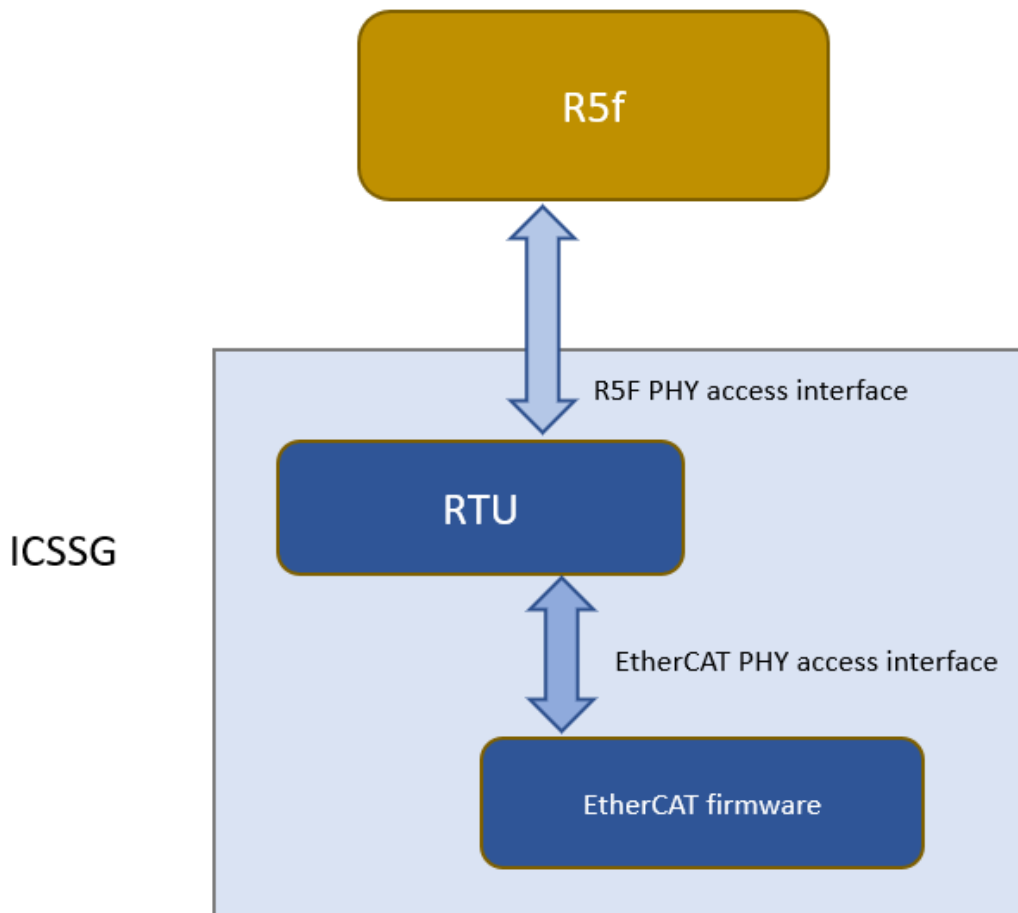 R5f
R5F PHY access interface
RTU
ICSSG
EtherCAT PHY access interface
EtherCAT firmware